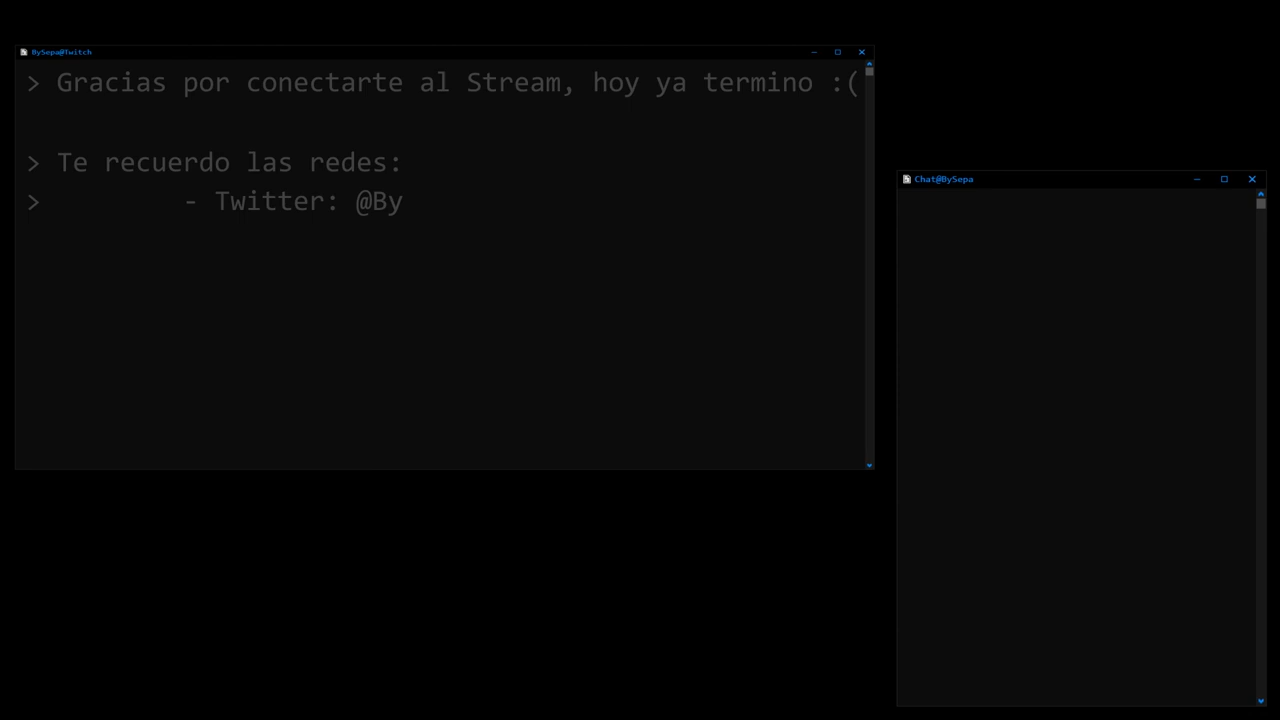 BySepa@Twitch
> Gracias por conectarte al Stream, hoy ya termino :(
> Te recuerdo las redes:
> - Twitter: @By
Chat@BySepa